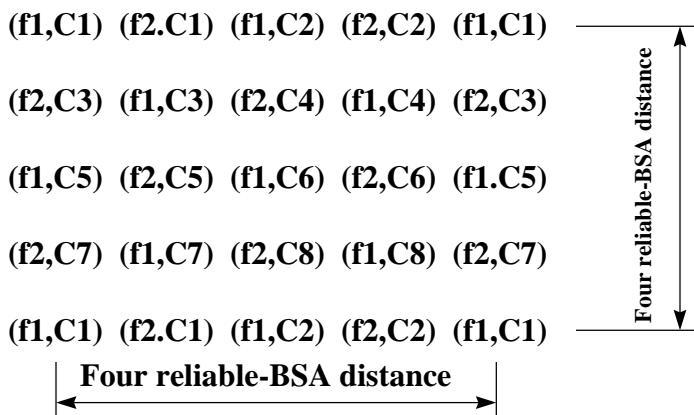 (f1,C1) (f2.C1) (f1,C2) (f2,C2) (f1,C1)
(f2,C3) (f1,C3) (f2,C4) (f1,C4) (f2,C3)
(f1,C5) (f2,C5) (f1,C6) (f2,C6) (f1.C5)
(f2,C7) (f1,C7) (f2,C8) (f1,C8) (f2,C7)
(f1,C1) (f2.C1) (f1,C2) (f2,C2) (f1,C1)
Four reliable-BSA distance
Four reliable-BSA distance